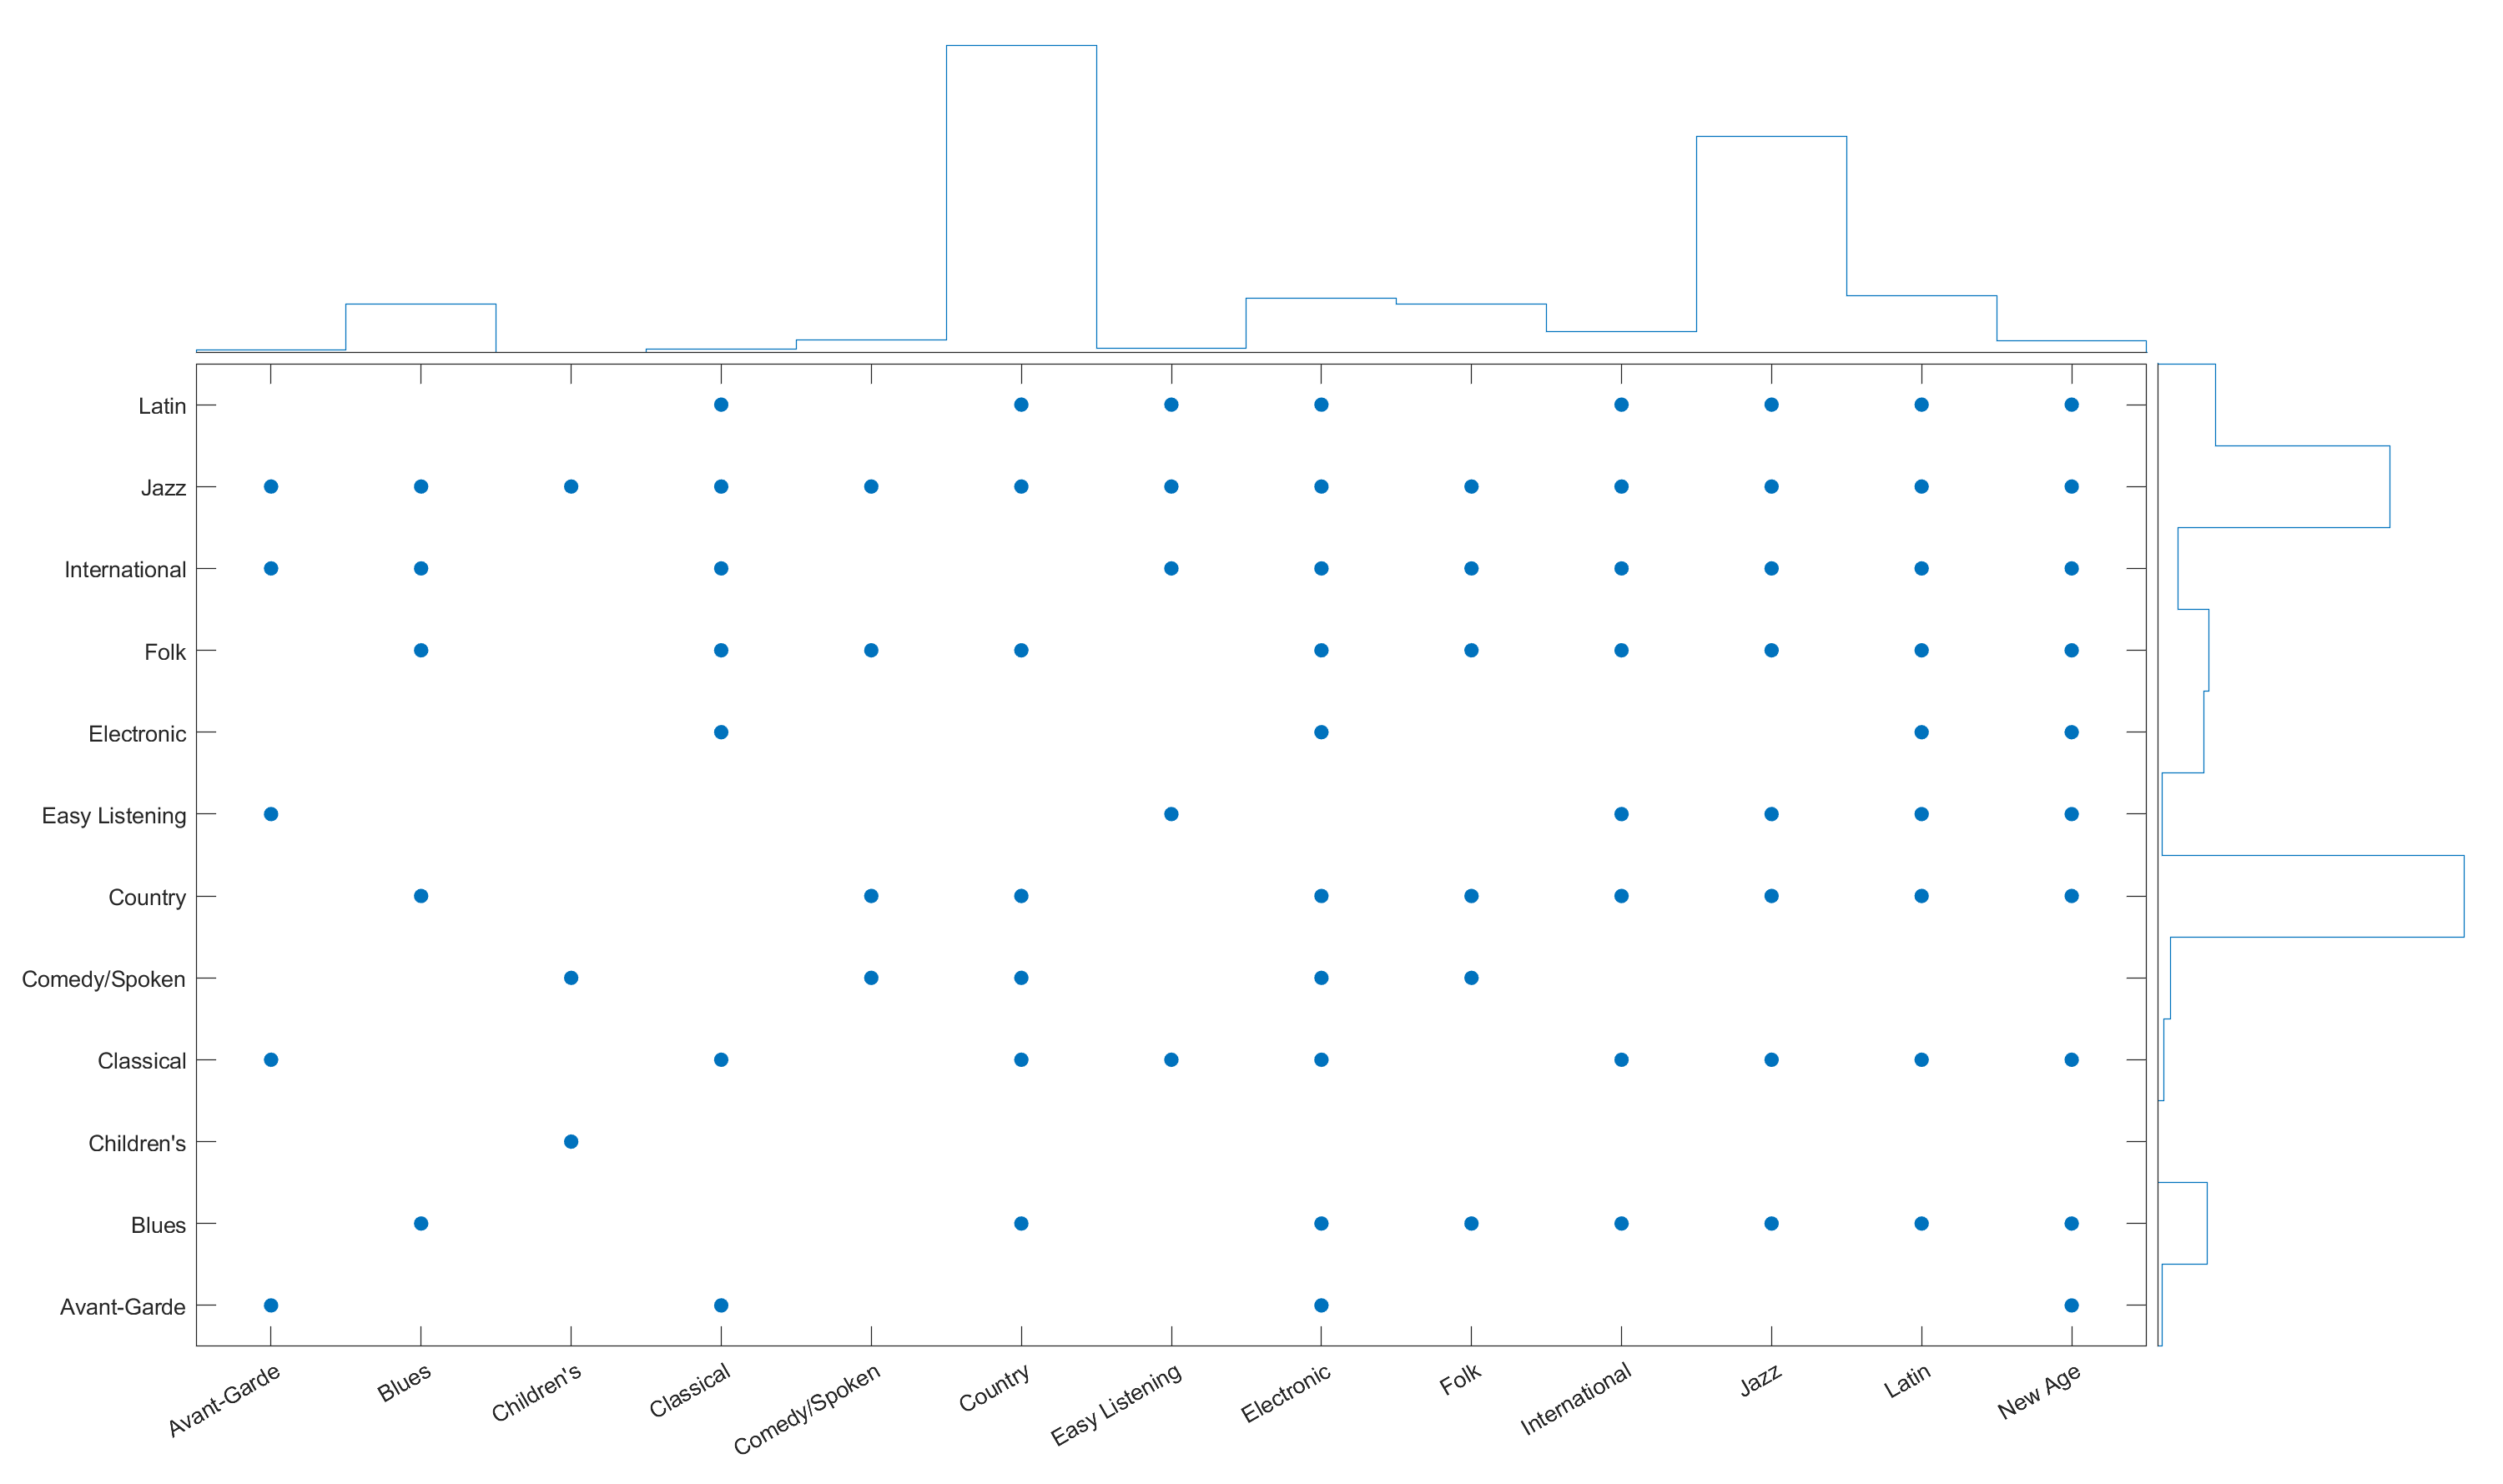 Latin
Jazz
International
Folk
Electronic
Easy Listening
Country
Comedy/Spoken
Classical
Children's
Blues
Avant-Garde
Avant-Garde
Blues
Children's
Classical
Comedy/Spoken
Country
Easy Listening
Electronic
Folk
International
Jazz
Latin
New Age